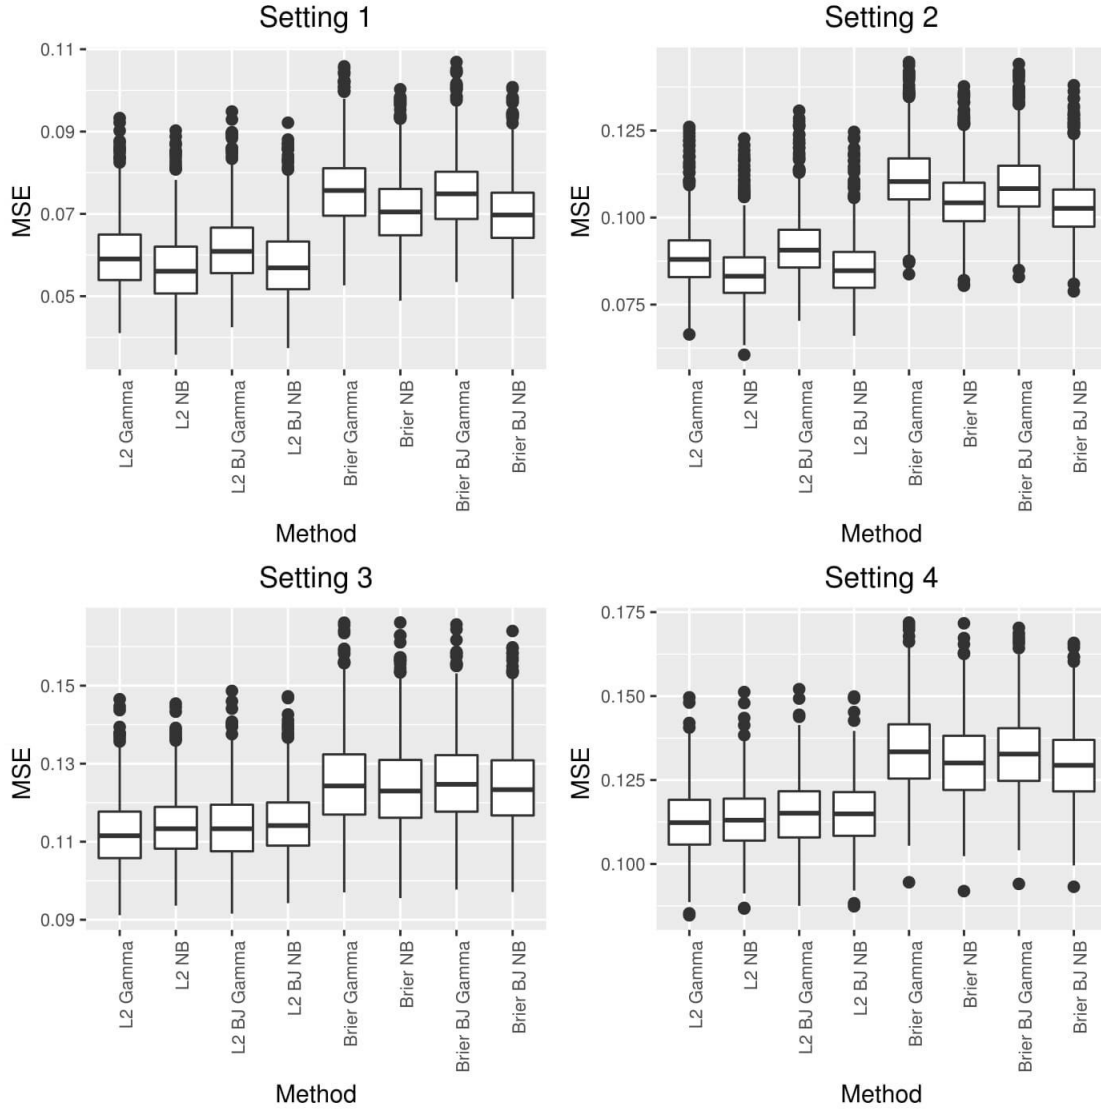 Setting 1
MSE
0.11
0.09
0.07
0.05
L2 Gamma
L2 NB
L2 BJ Gamma
L2 BJ NB
Brier Gamma
Brier NB
Brier BJ Gamma
Brier BJ NB
Method
Setting 2
MSE
0.125
0.100
0.075
L2 Gamma
L2 NB
L2 BJ Gamma
L2 BJ NB
Brier Gamma
Brier NB
Brier BJ Gamma
Brier BJ NB
Method
Setting 3
MSE
0.15
0.13
0.11
0.09
L2 Gamma
L2 NB
L2 BJ Gamma
L2 BJ NB
Brier Gamma
Brier NB
Brier BJ Gamma
Brier BJ NB
Method
Setting 4
MSE
0.175
0.150
0.125
0.100
L2 Gamma
L2 NB
L2 BJ Gamma
L2 BJ NB
Brier Gamma
Brier NB
Brier BJ Gamma
Brier BJ NB
Method